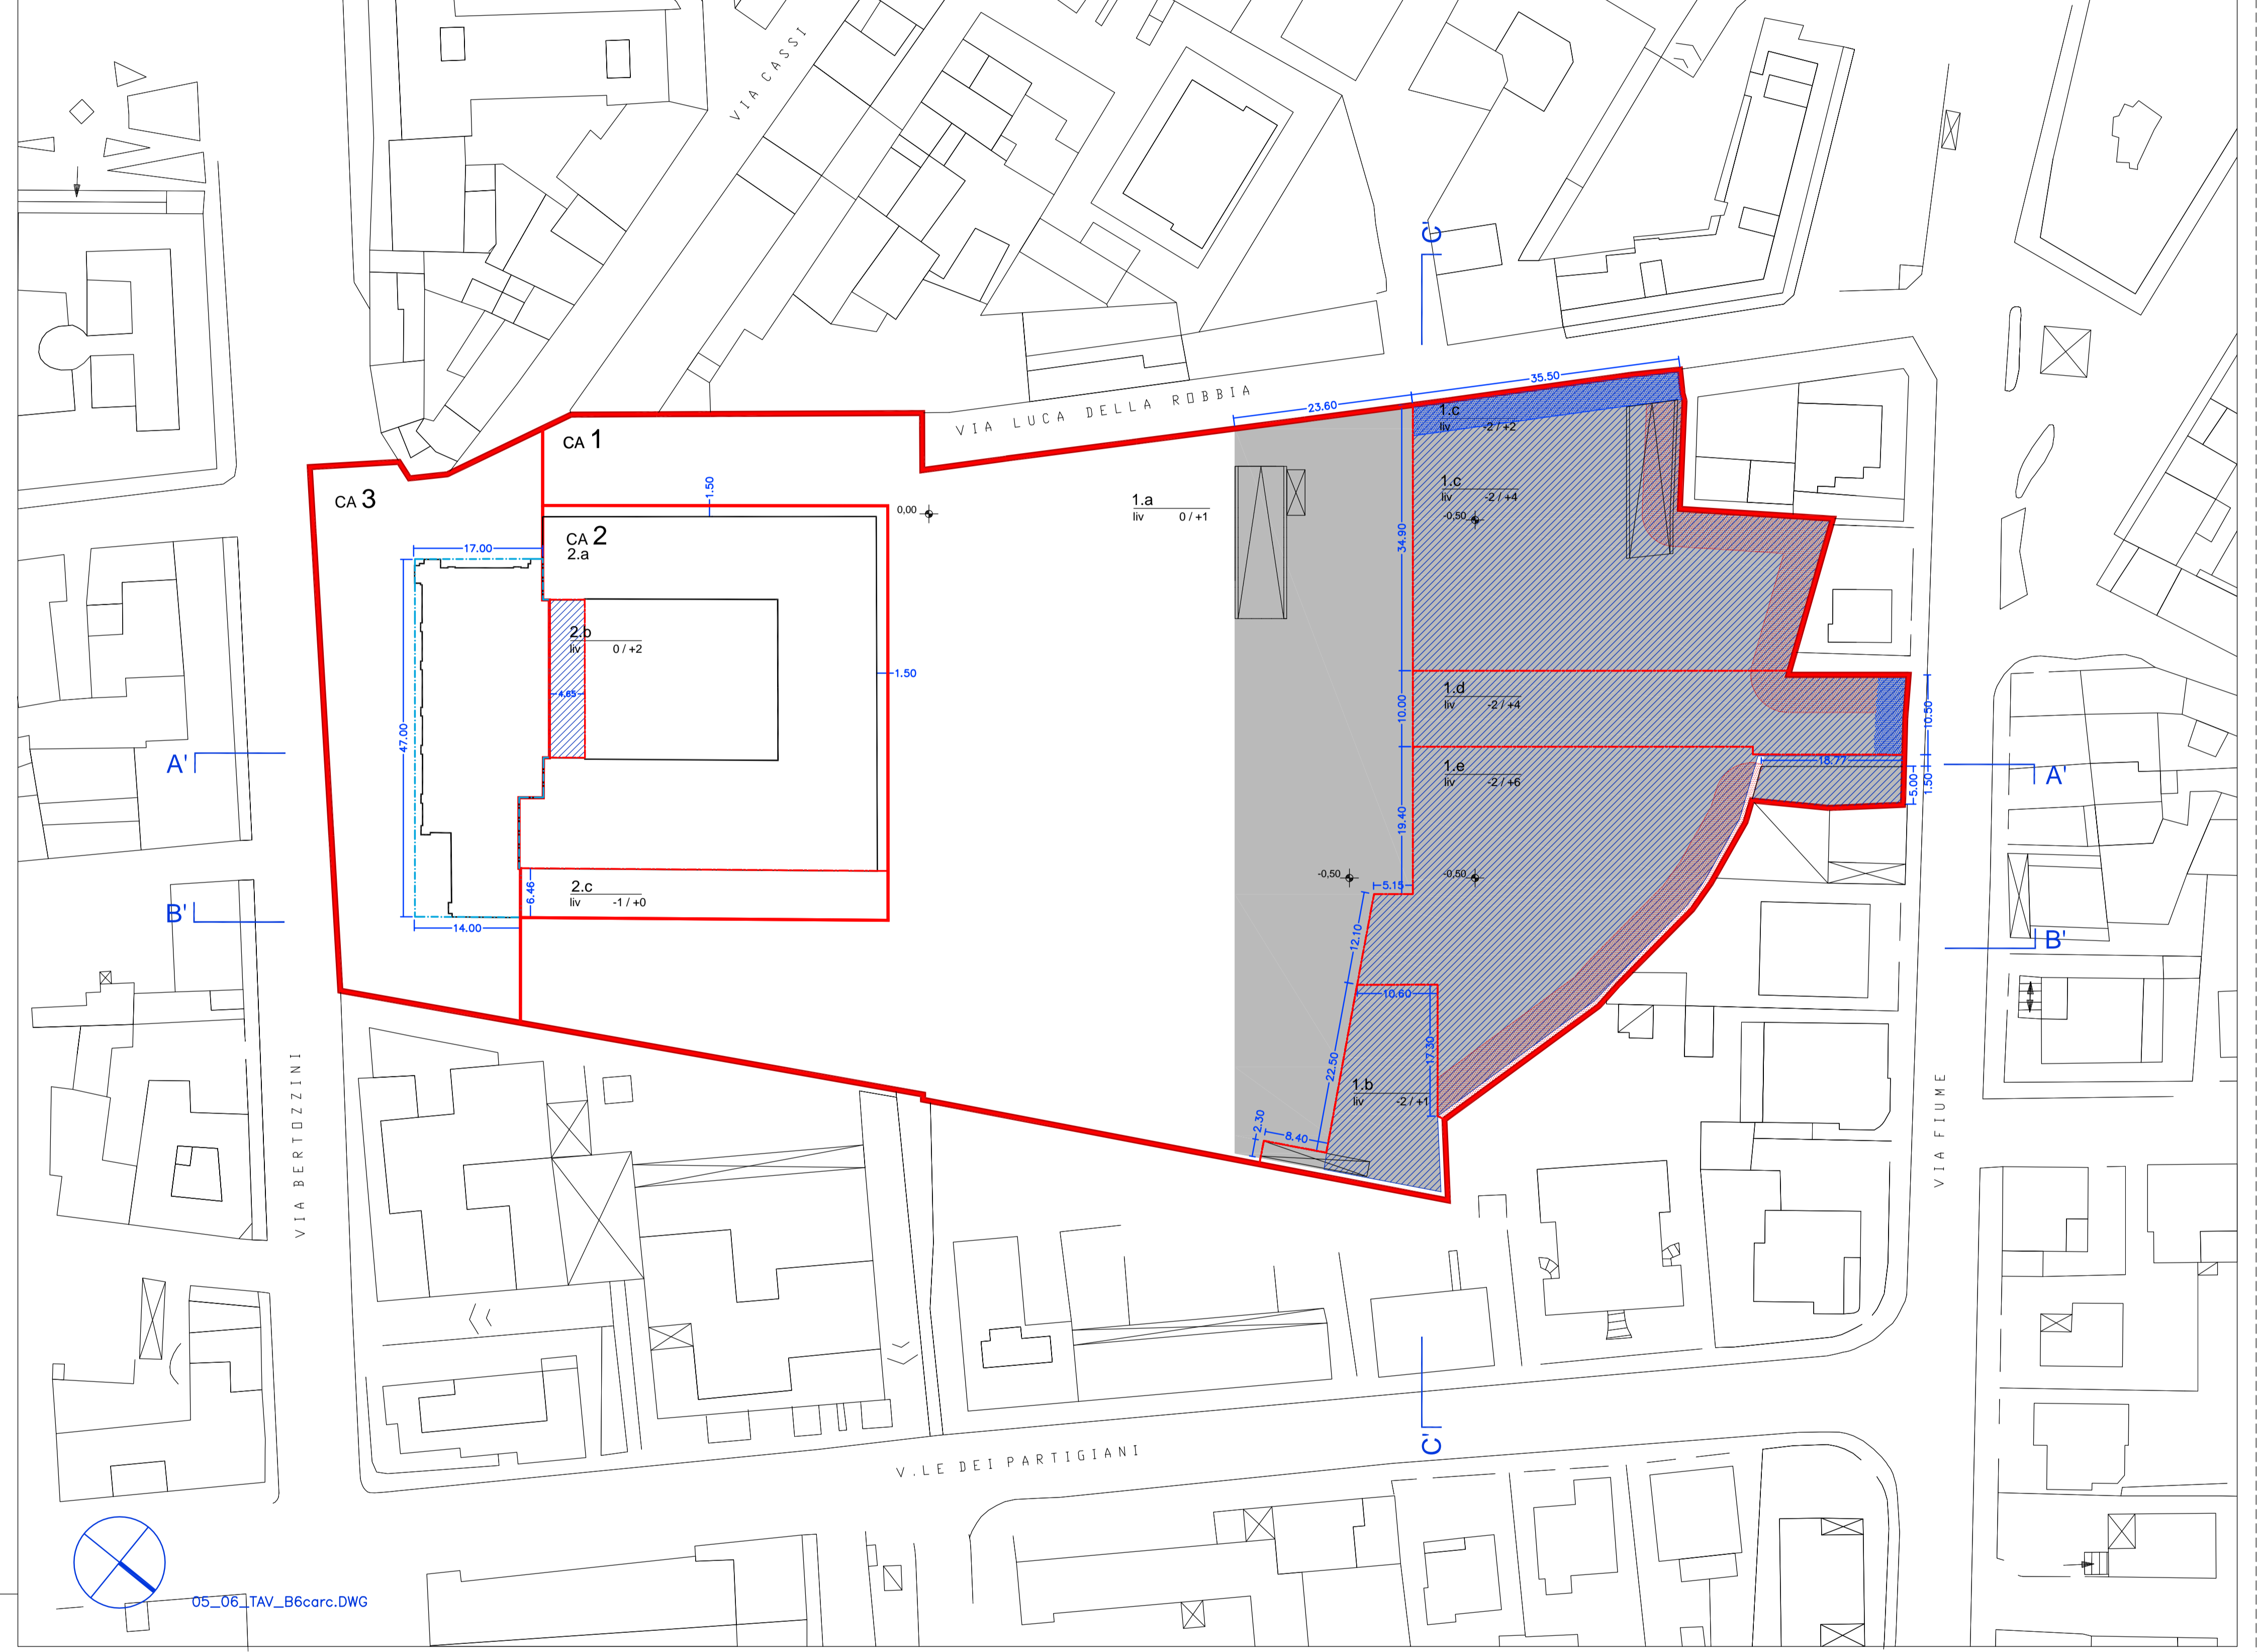 VIA CASSI
C'
35.50
23.60
VIA LUCA DELLA ROBBIA
1.c
liv -2 / +2
CA 1
CA 3
1.50
0,00
1.a
liv 0 / +1
1.c
liv -2 / +4
-0,50
34.90
CA 2
2.a
17.00
2.b
liv 0 / +2
1.50
4.65
47.00
1.d
liv -2 / +4
10.00
10.50
A'
1.e
liv -2 / +6
18.77
5.00
1.50
A'
19.40
-0,50
-0,50
5.15
2.c
liv -1 / +0
6.46
B'
14.00
12.10
B'
10.60
17.30
22.50
1.b
liv -2 / +1
2.30
8.40
VIA BERTOZZINI
VIA FIUME
C'
V.LE DEI PARTIGIANI
05_06_TAV_B6carc.DWG